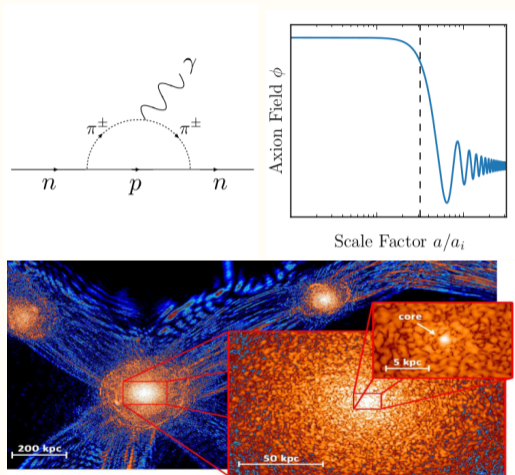 γ
π± π±
n p n
Axion Field ϕ
Scale Factor a/aᵢ
core
5 kpc
200 kpc
50 kpc